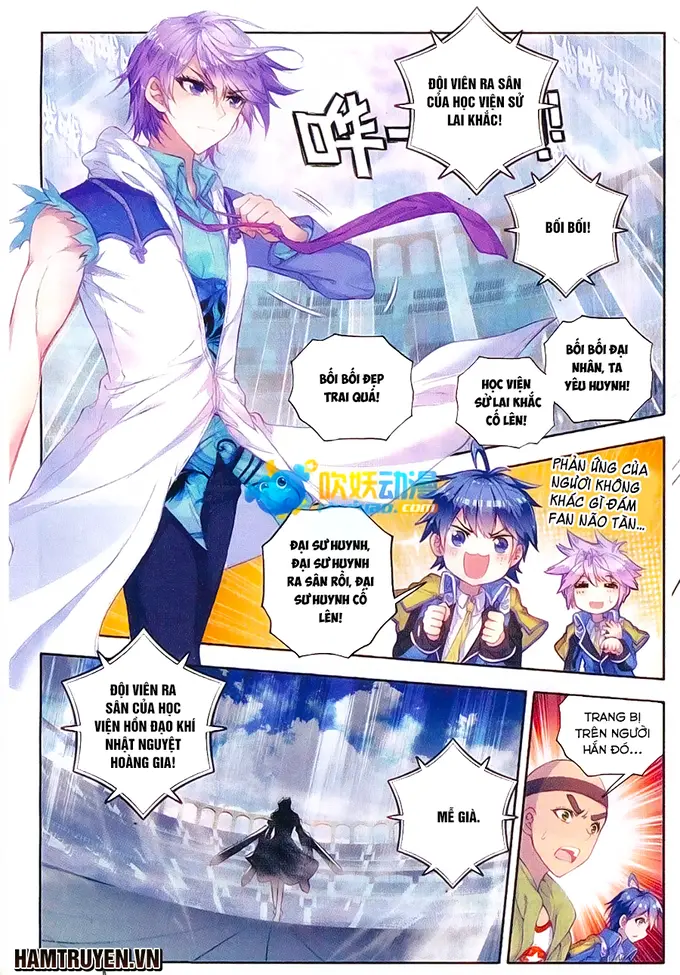 ĐỘI VIÊN RA SÂN
CỦA HỌC VIỆN SỬ
LAI KHẮC!
BỐI BỐI!
BỐI BỐI ĐẠI
NHÂN, TA
YÊU HUYNH!
BỐI BỐI ĐẸP
TRAI QUÁ!
HỌC VIỆN
SỬ LAI KHẮC
CỐ LÊN!
吹妖动漫
PHẢN ỨNG CỦA
NGƯƠI KHÔNG
KHÁC GÌ ĐÁM
FAN NÃO TÀN...
ĐẠI SƯ HUYNH,
ĐẠI SƯ HUYNH
RA SÂN RỒI, ĐẠI
SƯ HUYNH CỐ
LÊN!
ĐỘI VIÊN RA
SÂN CỦA HỌC
VIỆN HỒN ĐẠO KHÍ
NHẬT NGUYỆT
HOÀNG GIA!
MỄ GIÀ.
TRANG BỊ
TRÊN NGƯỜI
HẮN ĐÓ...
HAMTRUYEN.VN